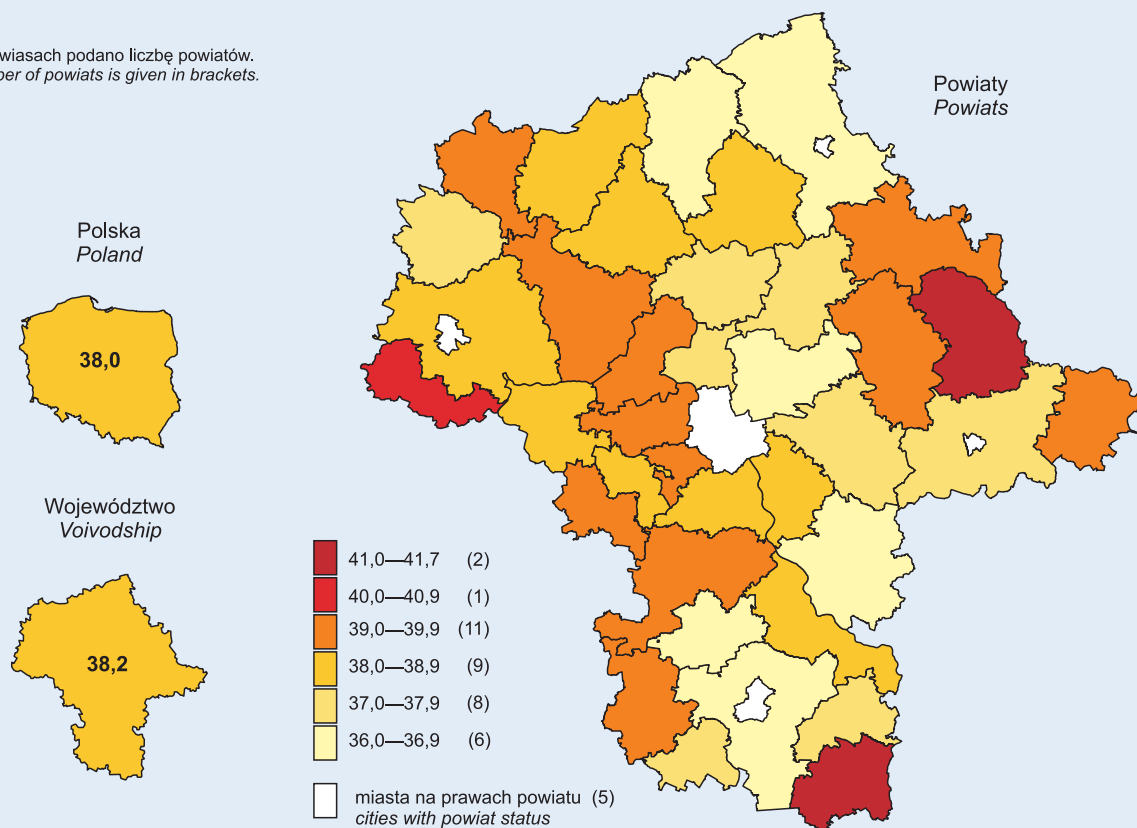 wiasach podano liczbę powiatów.
ber of powiats is given in brackets.
Powiaty
Powiats
Polska
Poland
38,0
Województwo
Voivodship
38,2
41,0—41,7 (2)
40,0—40,9 (1)
39,0—39,9 (11)
38,0—38,9 (9)
37,0—37,9 (8)
36,0—36,9 (6)
miasta na prawach powiatu (5)
cities with powiat status